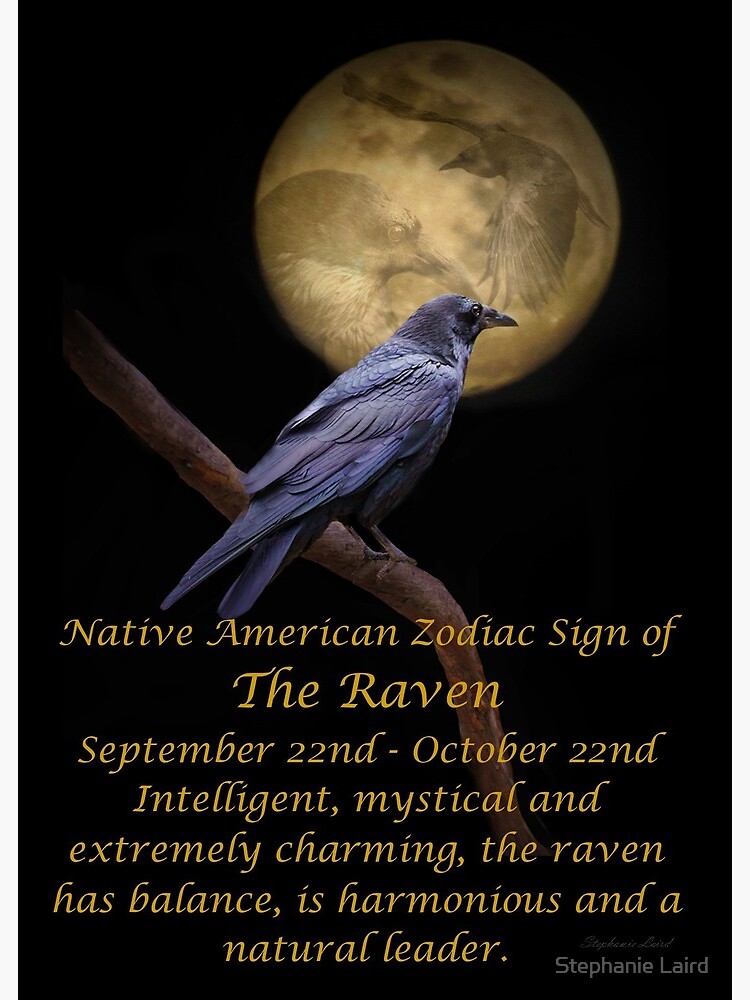 Native American Zodiac Sign of
The Raven
September 22nd - October 22nd
Intelligent, mystical and
extremely charming, the raven
has balance, is harmonious and a
natural leader.
Stephanie Laird
Stephanie Laird